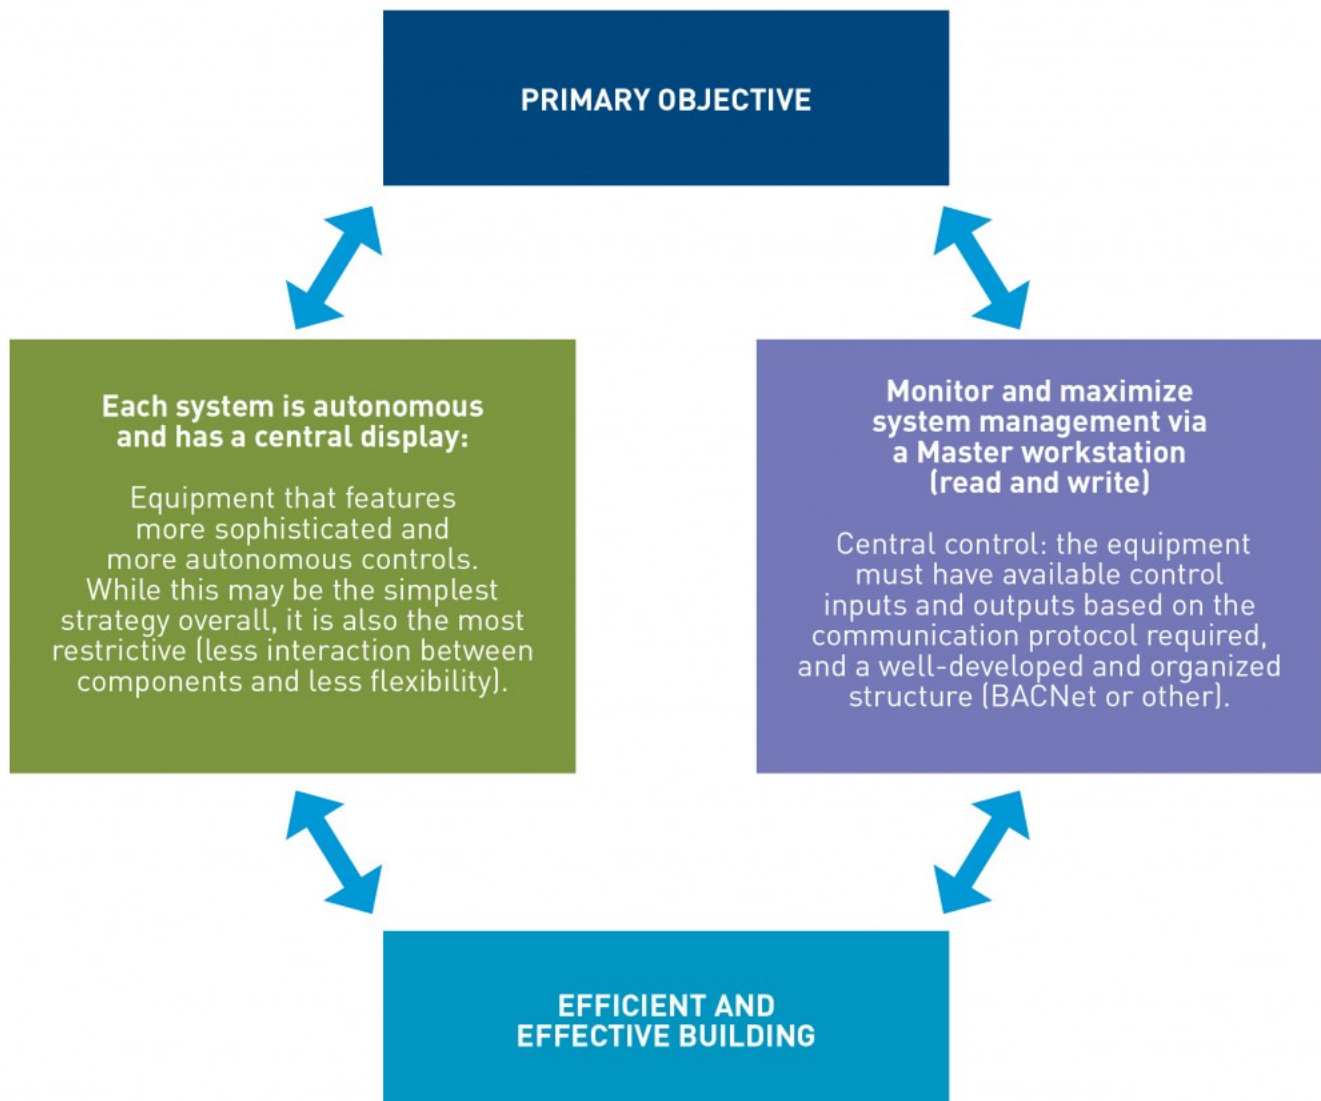 PRIMARY OBJECTIVE
Each system is autonomous
and has a central display:
Equipment that features
more sophisticated and
more autonomous controls.
While this may be the simplest
strategy overall, it is also the most
restrictive (less interaction between
components and less flexibility).
Monitor and maximize
system management via
a Master workstation
(read and write)
Central control: the equipment
must have available control
inputs and outputs based on the
communication protocol required,
and a well-developed and organized
structure (BACNet or other).
EFFICIENT AND
EFFECTIVE BUILDING